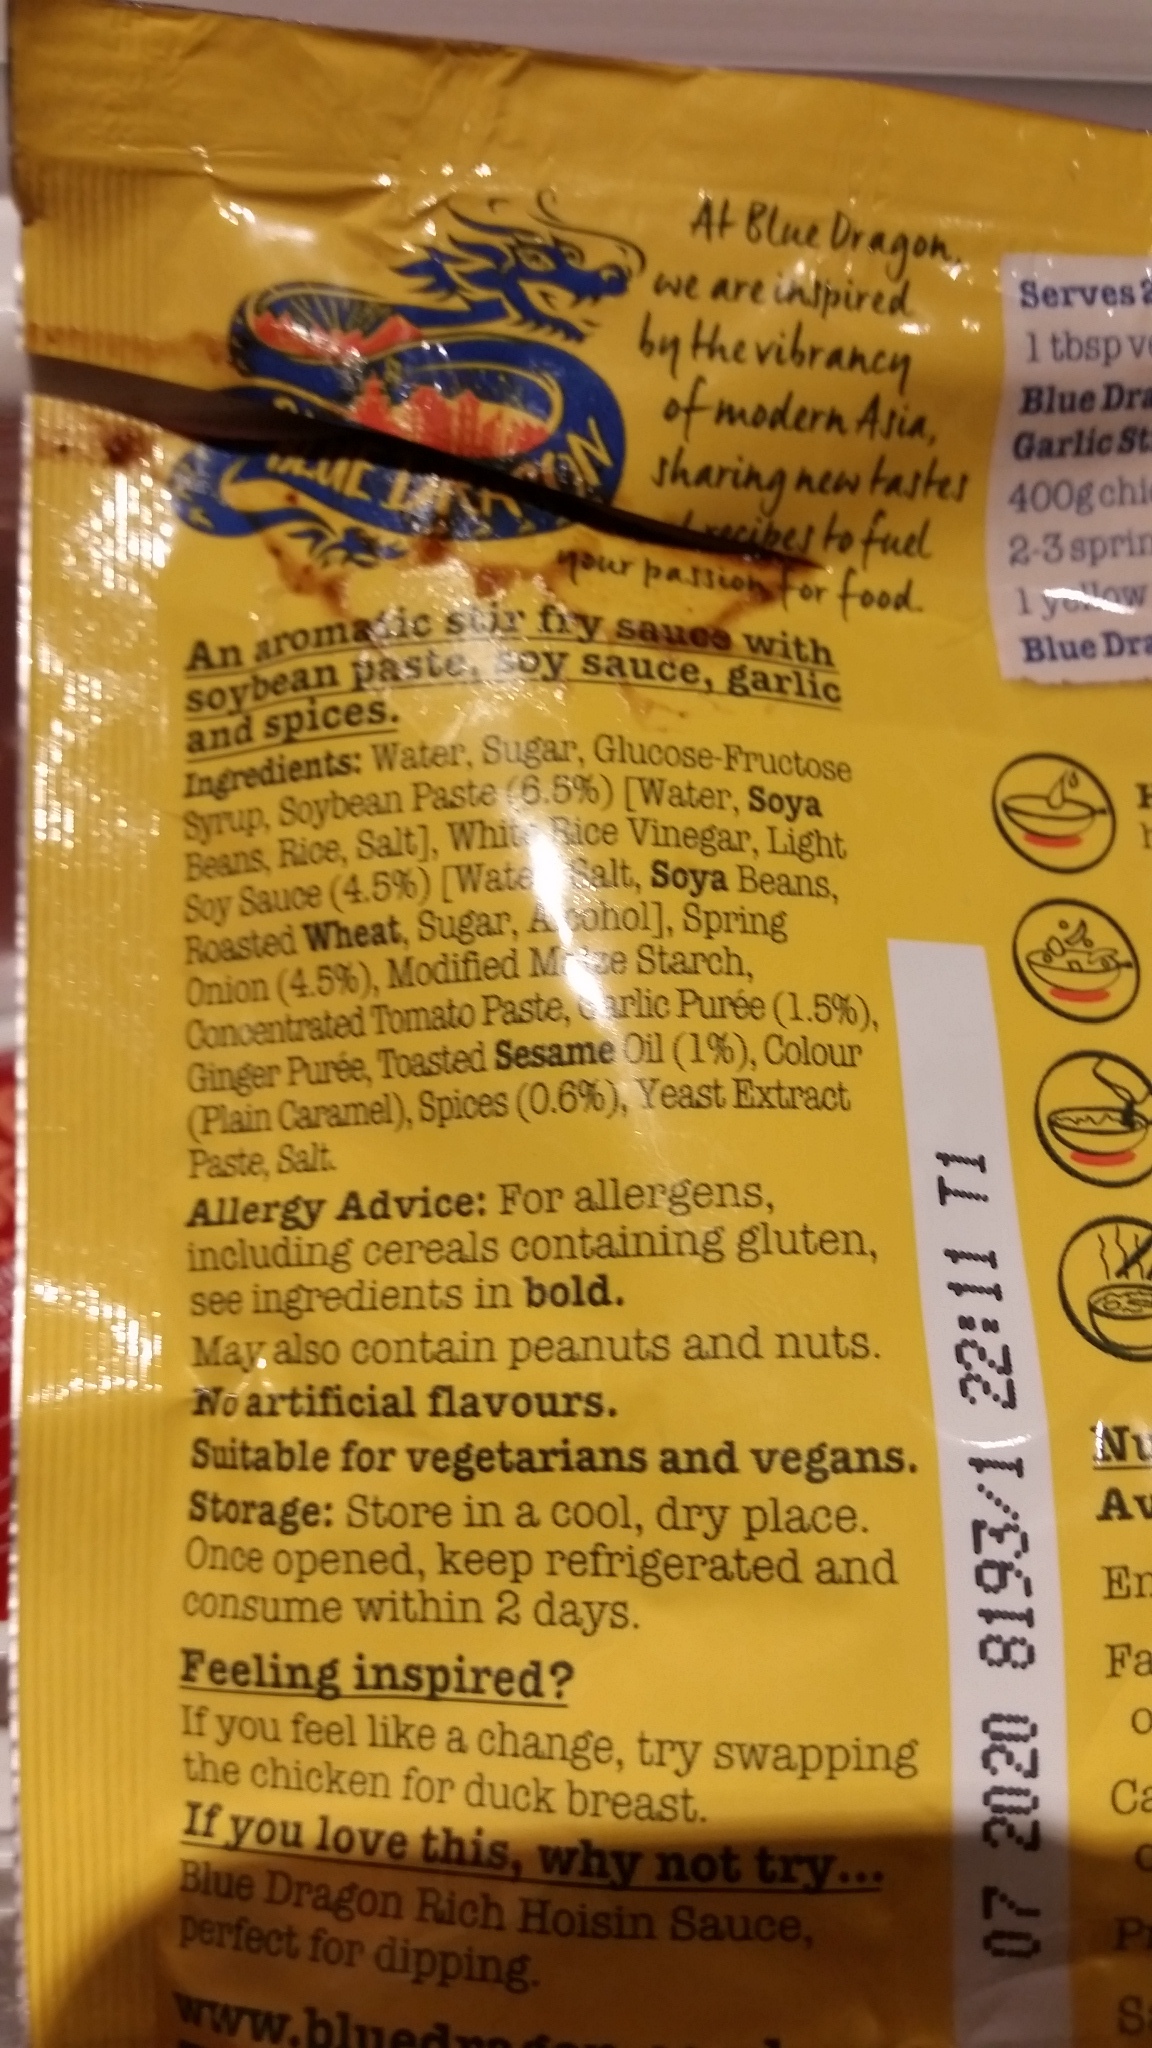 At Blue Dragon,
we are inspired
by the vibrancy
of modern Asia,
sharing new tastes
recipes to fuel
your passion for food.
BLUE
An aromatic stir fry sauce with
soybean paste, soy sauce, garlic
and spices.
Ingredients: Water, Sugar, Glucose-Fructose
Syrup, Soybean Paste (6.5%) [Water, Soya
Beans, Rice, Salt], White Rice Vinegar, Light
Soy Sauce (4.5%) [Water, Salt, Soya Beans,
Roasted Wheat, Sugar, Alcohol], Spring
Onion (4.5%), Modified Maize Starch,
Concentrated Tomato Paste, Garlic Purée (1.5%),
Ginger Purée, Toasted Sesame Oil (1%), Colour
(Plain Caramel), Spices (0.6%), Yeast Extract
Paste, Salt.
Allergy Advice: For allergens,
including cereals containing gluten,
see ingredients in bold.
May also contain peanuts and nuts.
No artificial flavours.
Suitable for vegetarians and vegans.
Storage: Store in a cool, dry place.
Once opened, keep refrigerated and
consume within 2 days.
Feeling inspired?
If you feel like a change, try swapping
the chicken for duck breast.
If you love this, why not try...
Blue Dragon Rich Hoisin Sauce,
perfect for dipping.
07 2020 8193/1 22:11 T1
Serves 2
1 tbsp
Blue
Garlic
400g
2-3
1 yellow
Blue